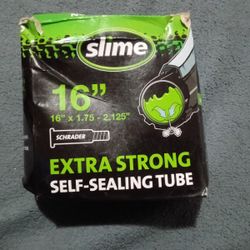 slime
16"
16" x 1.75 - 2.125"
SCHRADER
EXTRA STRONG
SELF-SEALING TUBE